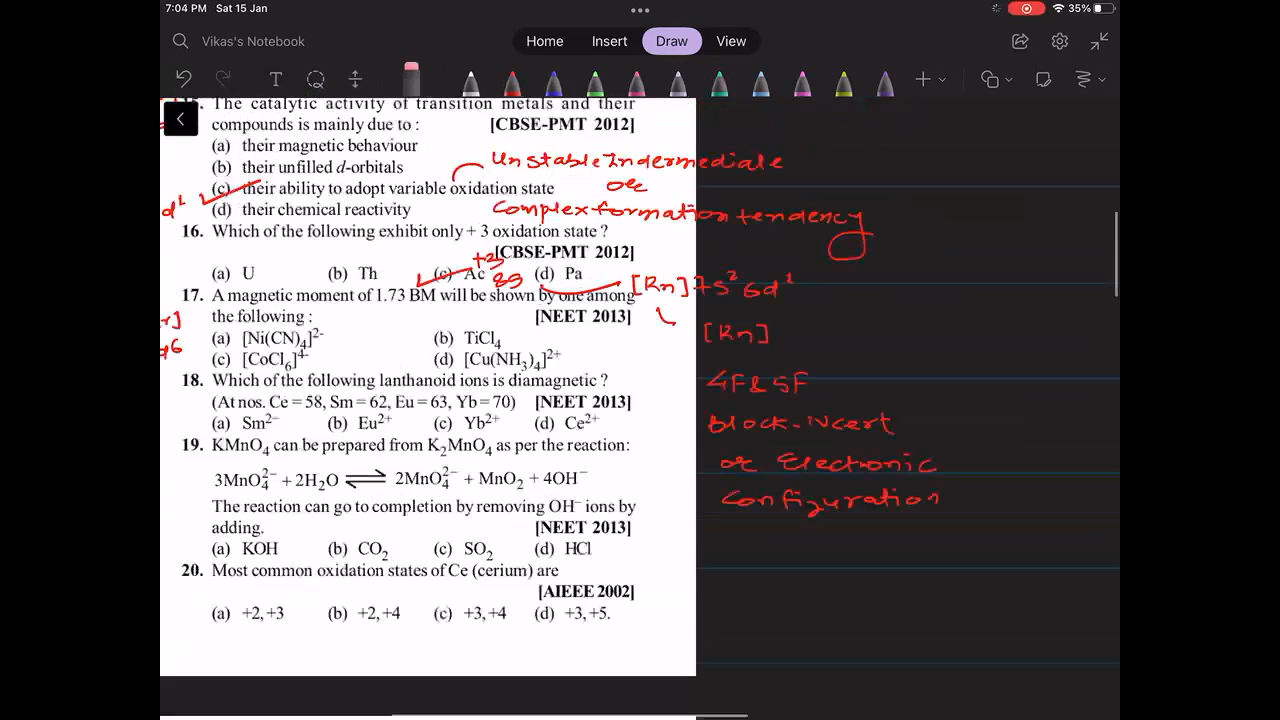 7:04 PM Sat 15 Jan
35%
Vikas's Notebook
Home Insert Draw View
The catalytic activity of transition metals and their
compounds is mainly due to : [CBSE-PMT 2012]
(a) their magnetic behaviour
(b) their unfilled d-orbitals
(c) their ability to adopt variable oxidation state
(d) their chemical reactivity
Unstable Indermediale
Complex formation tendency
d¹
16. Which of the following exhibit only + 3 oxidation state ?
[CBSE-PMT 2012]
+3
(a) U (b) Th (c) Ac 89 (d) Pa
[Rn] 7s² 6d¹
17. A magnetic moment of 1.73 BM will be shown by one among
the following : [NEET 2013]
(a) [Ni(CN)₄]²⁻ (b) TiCl₄
(c) [CoCl₆]⁴⁻ (d) [Cu(NH₃)₄]²⁺
[Rn]
4F & 5F
block-Ncert
or Electronic
Configuration
18. Which of the following lanthanoid ions is diamagnetic ?
(At nos. Ce = 58, Sm = 62, Eu = 63, Yb = 70) [NEET 2013]
(a) Sm²⁻ (b) Eu²⁺ (c) Yb²⁺ (d) Ce²⁺
19. KMnO₄ can be prepared from K₂MnO₄ as per the reaction:
3MnO₄²⁻ + 2H₂O ⇌ 2MnO₄²⁻ + MnO₂ + 4OH⁻
The reaction can go to completion by removing OH⁻ ions by
adding. [NEET 2013]
(a) KOH (b) CO₂ (c) SO₂ (d) HCl
20. Most common oxidation states of Ce (cerium) are
[AIEEE 2002]
(a) +2, +3 (b) +2, +4 (c) +3, +4 (d) +3, +5.